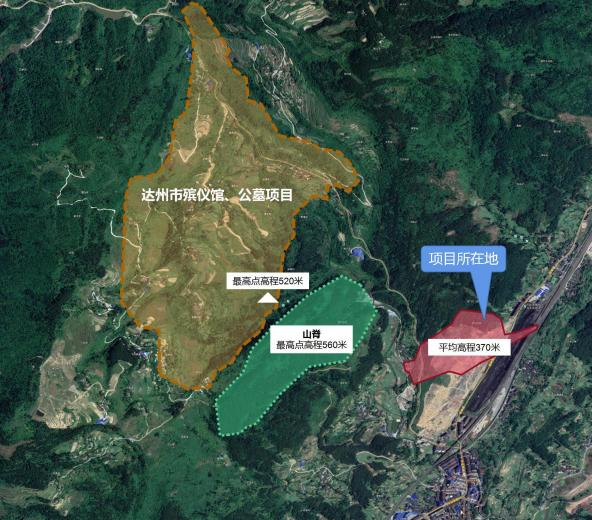 达州市殡仪馆、公墓项目
项目所在地
最高点高程520米
山脊
最高点高程560米
平均高程370米